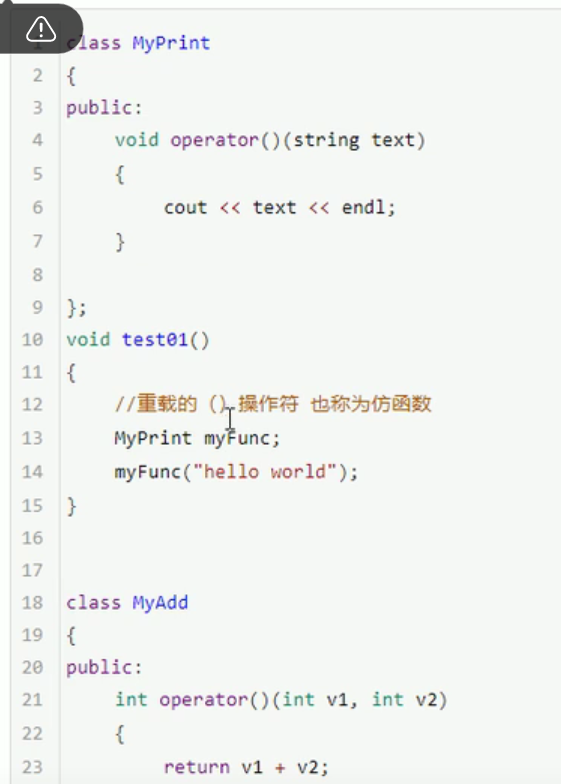 1 class MyPrint
2 {
3 public:
4 void operator()(string text)
5 {
6 cout << text << endl;
7 }
8
9 };
10 void test01()
11 {
12 //重载的 () 操作符 也称为仿函数
13 MyPrint myFunc;
14 myFunc("hello world");
15 }
16
17
18 class MyAdd
19 {
20 public:
21 int operator()(int v1, int v2)
22 {
23 return v1 + v2;